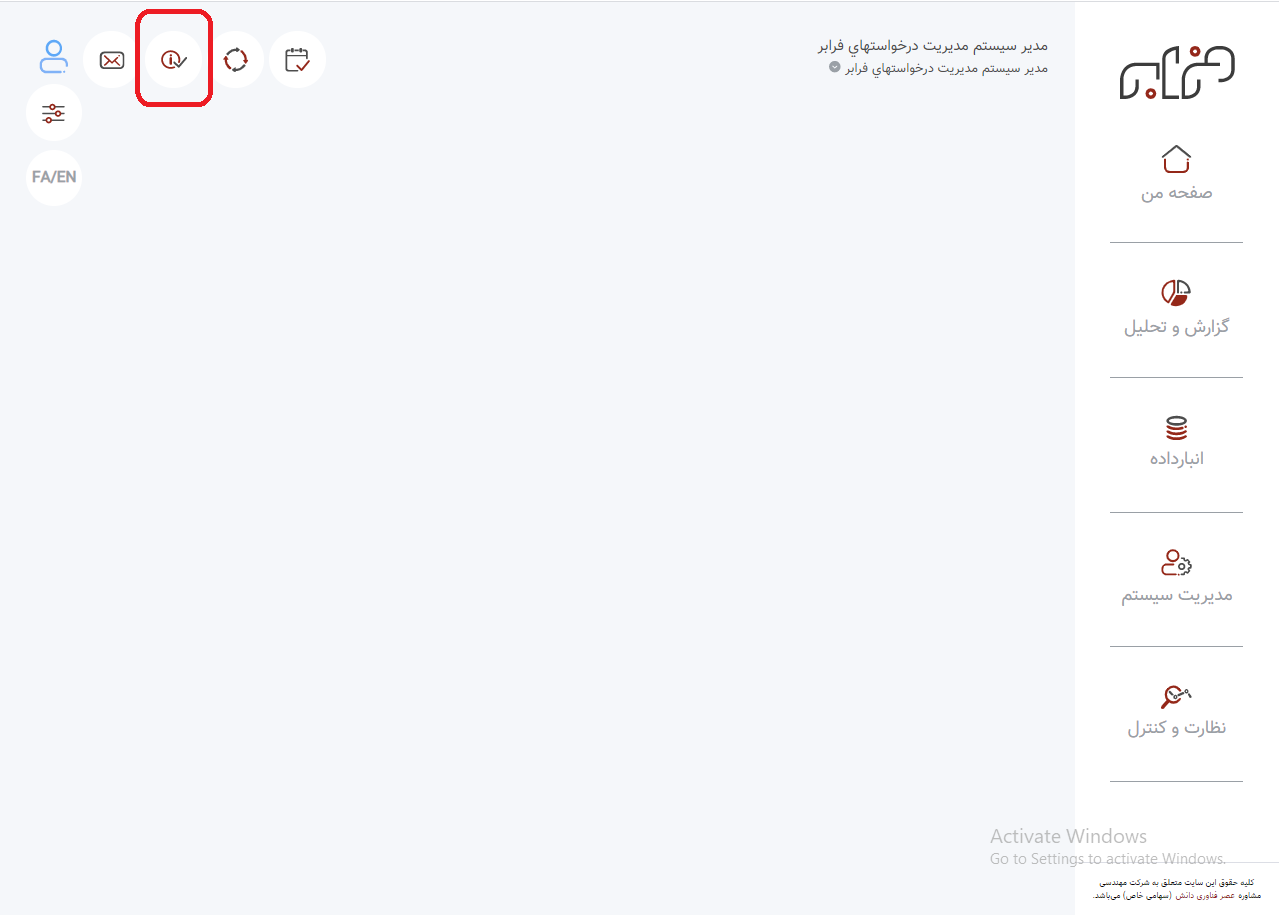 فرابر
مدیر سیستم مدیریت درخواستهاي فرابر
مدیر سیستم مدیریت درخواستهاي فرابر
FA/EN
صفحه من
گزارش و تحلیل
انبارداده
مدیریت سیستم
نظارت و کنترل
Activate Windows
Go to Settings to activate Windows.
کلیه حقوق این سایت متعلق به شرکت مهندسی
مشاوره عصر فناوری دانش (سهامی خاص) می‌باشد.